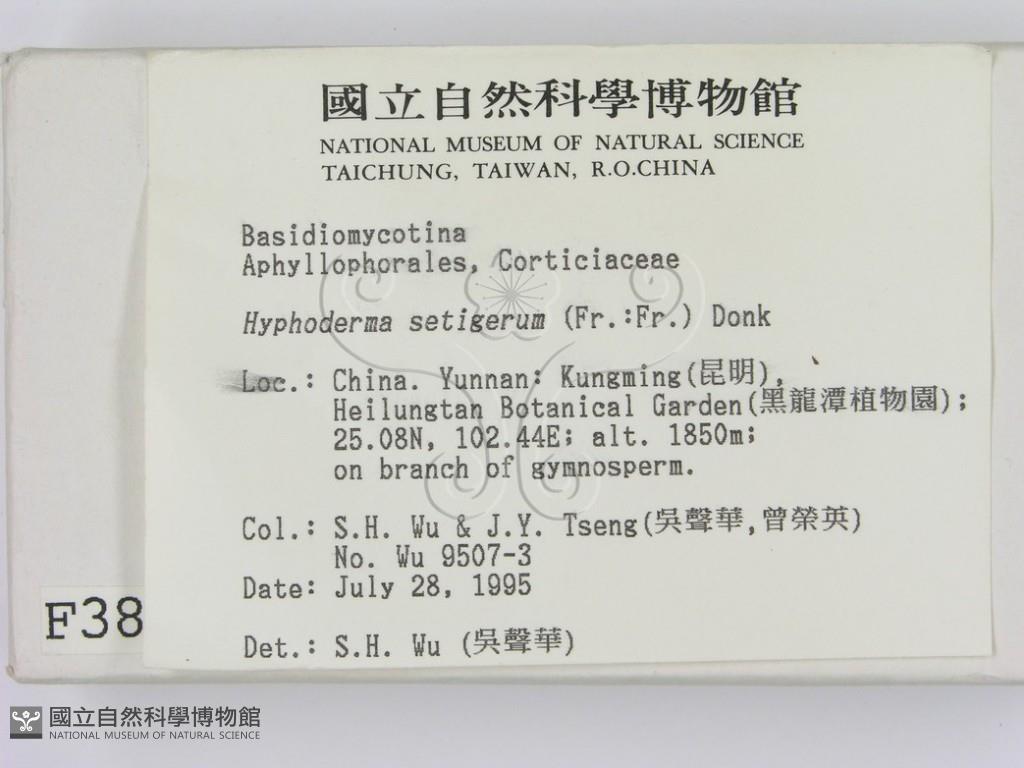 國立自然科學博物館
NATIONAL MUSEUM OF NATURAL SCIENCE
TAICHUNG, TAIWAN, R.O.CHINA
Basidiomycotina
Aphyllophorales, Corticiaceae
Hyphoderma setigerum (Fr.:Fr.) Donk
Loc.: China. Yunnan: Kungming(昆明),
Heilungtan Botanical Garden(黑龍潭植物園);
25.08N, 102.44E; alt. 1850m;
on branch of gymnosperm.
Col.: S.H. Wu & J.Y. Tseng(吳聲華,曾榮英)
No. Wu 9507-3
Date: July 28, 1995
F38
Det.: S.H. Wu (吳聲華)
國立自然科學博物館
NATIONAL MUSEUM OF NATURAL SCIENCE